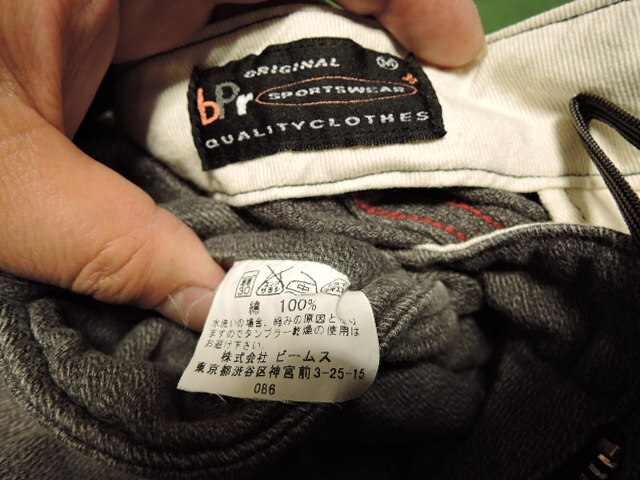 ORIGINAL M
bPr SPORTSWEAR
QUALITYCLOTHES
綿 100%
水洗いの場合、縮みの原因となり
ますのでタンブラー乾燥の使用は
お避け下さい。
株式会社 ビームス
東京都渋谷区神宮前3-25-15
086